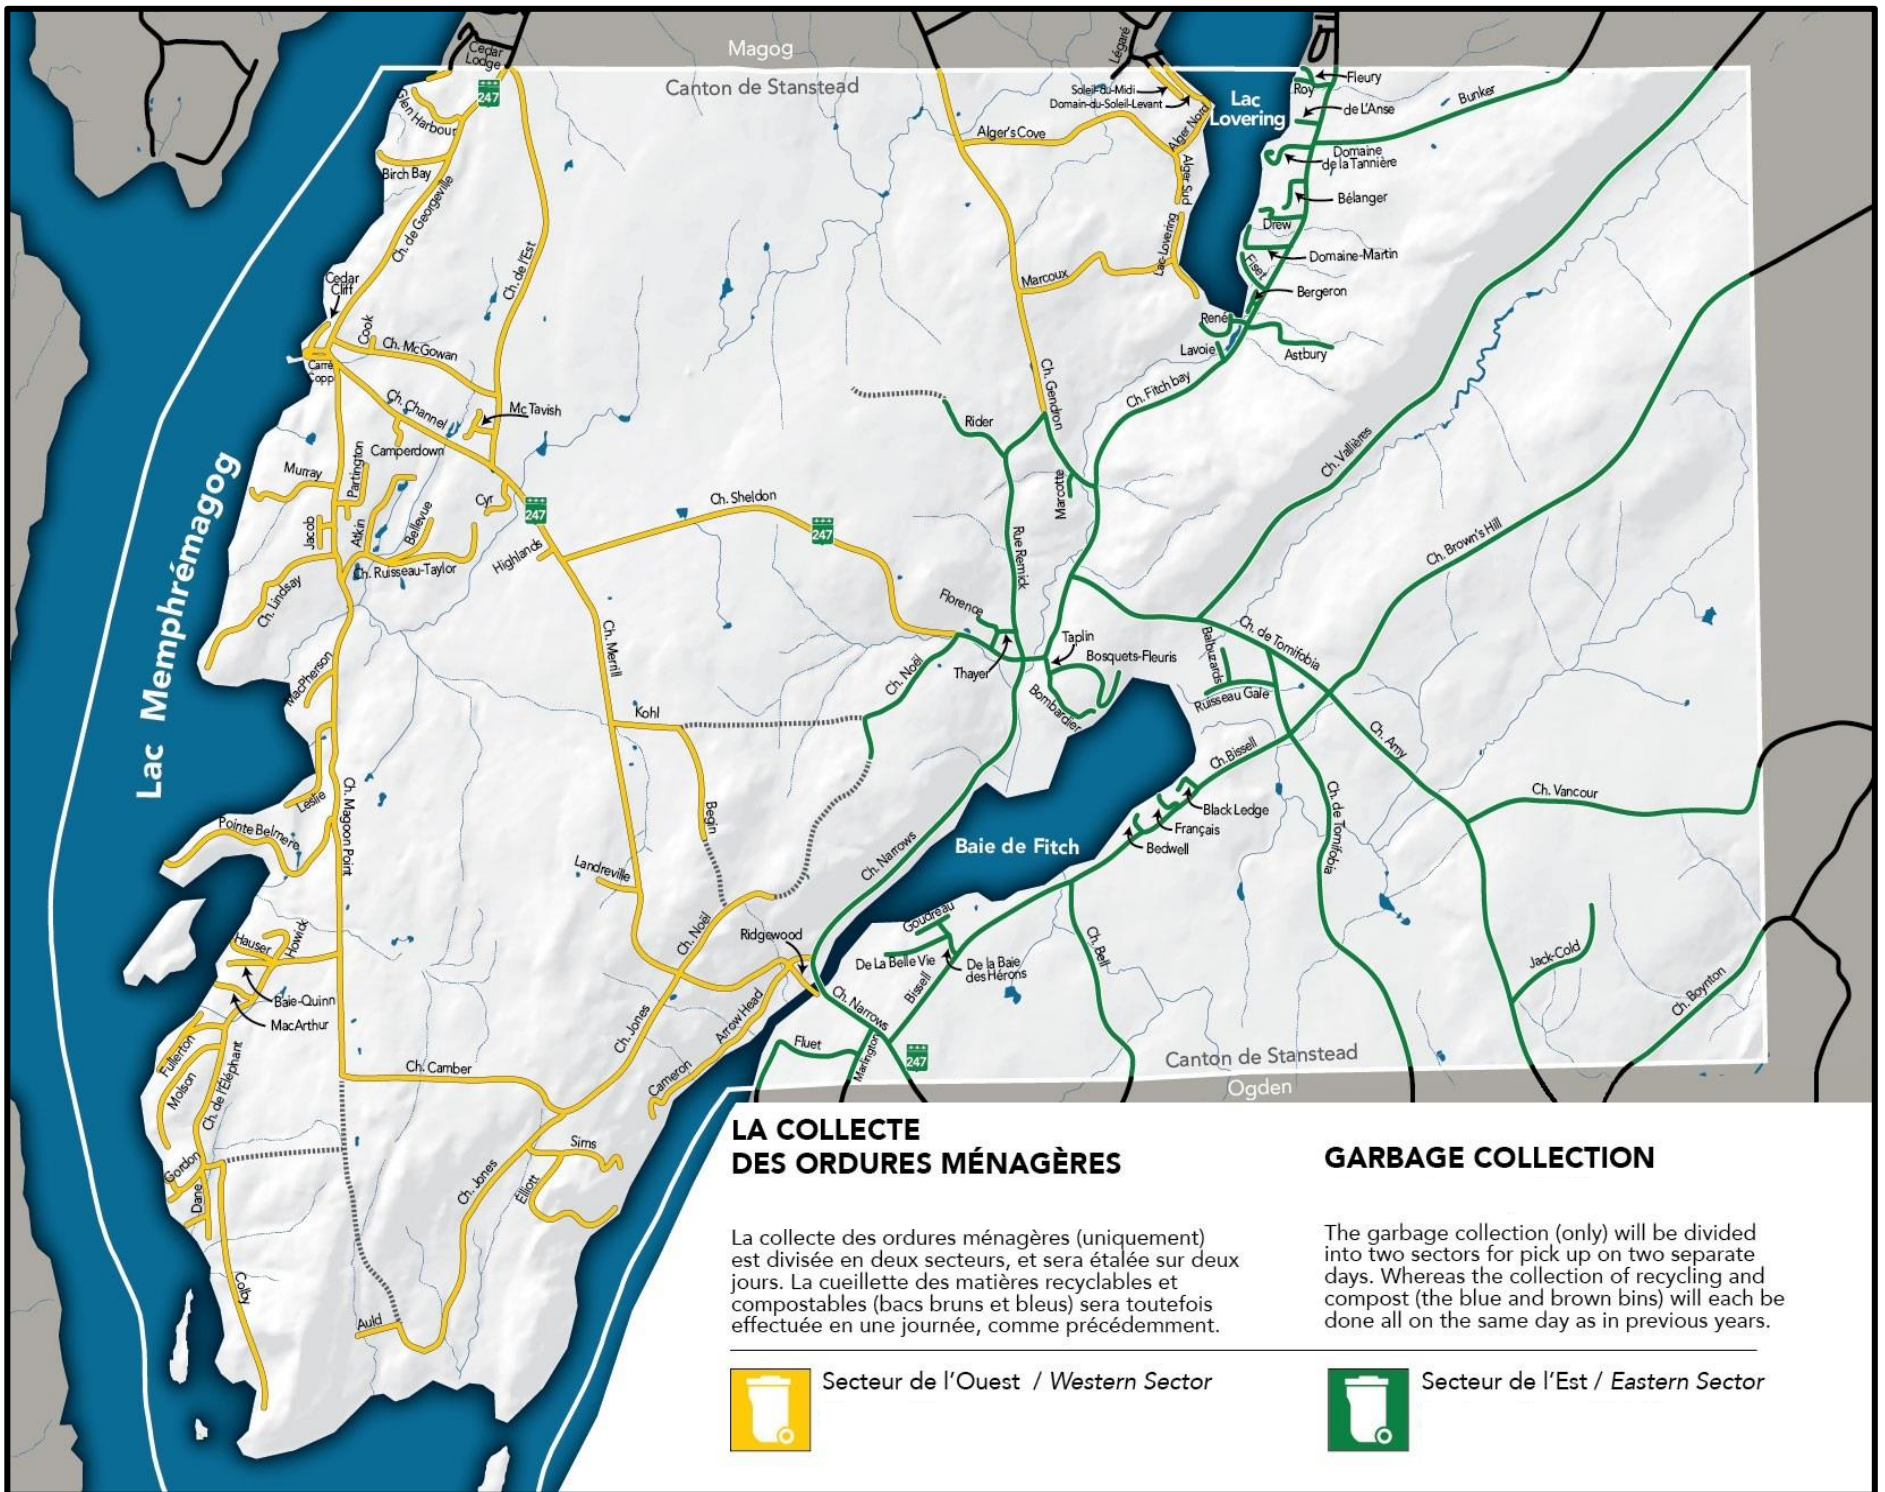 Magog
Canton de Stanstead
Cedar
Lodge
247
Glen Harbour
Birch Bay
Ch. de Georgeville
Ch. de l'Est
Légaré
Soleil-du-Midi
Domain-du-Soleil-Levant
Alger's Cove
Alger Nord
Alger Sud
Lac
Lovering
Lac-Lovering
Marcoux
Fleury
Roy
de L'Anse
Bunker
Domaine
de la Tannière
Bélanger
Drew
Domaine-Martin
Fiset
Bergeron
René
Lavoie
Astbury
Ch. Fitch bay
Cedar
Cliff
Cook
Ch. McGowan
Carré
Copp
Ch. Channel
Mc Tavish
Camperdown
Murray
Partington
Jacob
Atkin
Bellevue
Cyr
247
Highlands
Ch. Ruisseau-Taylor
Ch. Lindsay
Ch. Sheldon
247
Rider
Ch. Gendron
Marcotte
Rue Remick
Ch. Vallières
Ch. Brown's Hill
Lac Memphrémagog
MacPherson
Ch. Merrill
Florence
Thayer
Taplin
Bosquets-Fleuris
Bombardier
Ch. Noël
Balbuzards
Ruisseau Gale
Ch. de Tomifobia
Kohl
Begin
Leslie
Pointe Belmere
Ch. Magoon Point
Landreville
Ch. Narrows
Baie de Fitch
Ch. Bissell
Black Ledge
Français
Bedwell
Ch. Amy
Ch. Vancour
Ch. de Tomifobia
Hauser
Howick
Baie-Quinn
MacArthur
Ch. Noël
Ridgewood
Goudreau
De La Belle Vie
De la Baie
des Hérons
Bissell
Ch. Bell
Jack-Cold
Ch. Boynton
Fullerton
Molson
Ch. de l'Éléphant
Ch. Camber
Ch. Jones
Arrow Head
Cameron
Ch. Narrows
Fluet
Marlington
247
Canton de Stanstead
Ogden
Gordon
Dane
Colby
Sims
Elliott
Ch. Jones
Auld
LA COLLECTE
DES ORDURES MÉNAGÈRES
La collecte des ordures ménagères (uniquement)
est divisée en deux secteurs, et sera étalée sur deux
jours. La cueillette des matières recyclables et
compostables (bacs bruns et bleus) sera toutefois
effectuée en une journée, comme précédemment.
GARBAGE COLLECTION
The garbage collection (only) will be divided
into two sectors for pick up on two separate
days. Whereas the collection of recycling and
compost (the blue and brown bins) will each be
done all on the same day as in previous years.
Secteur de l'Ouest / Western Sector
Secteur de l'Est / Eastern Sector